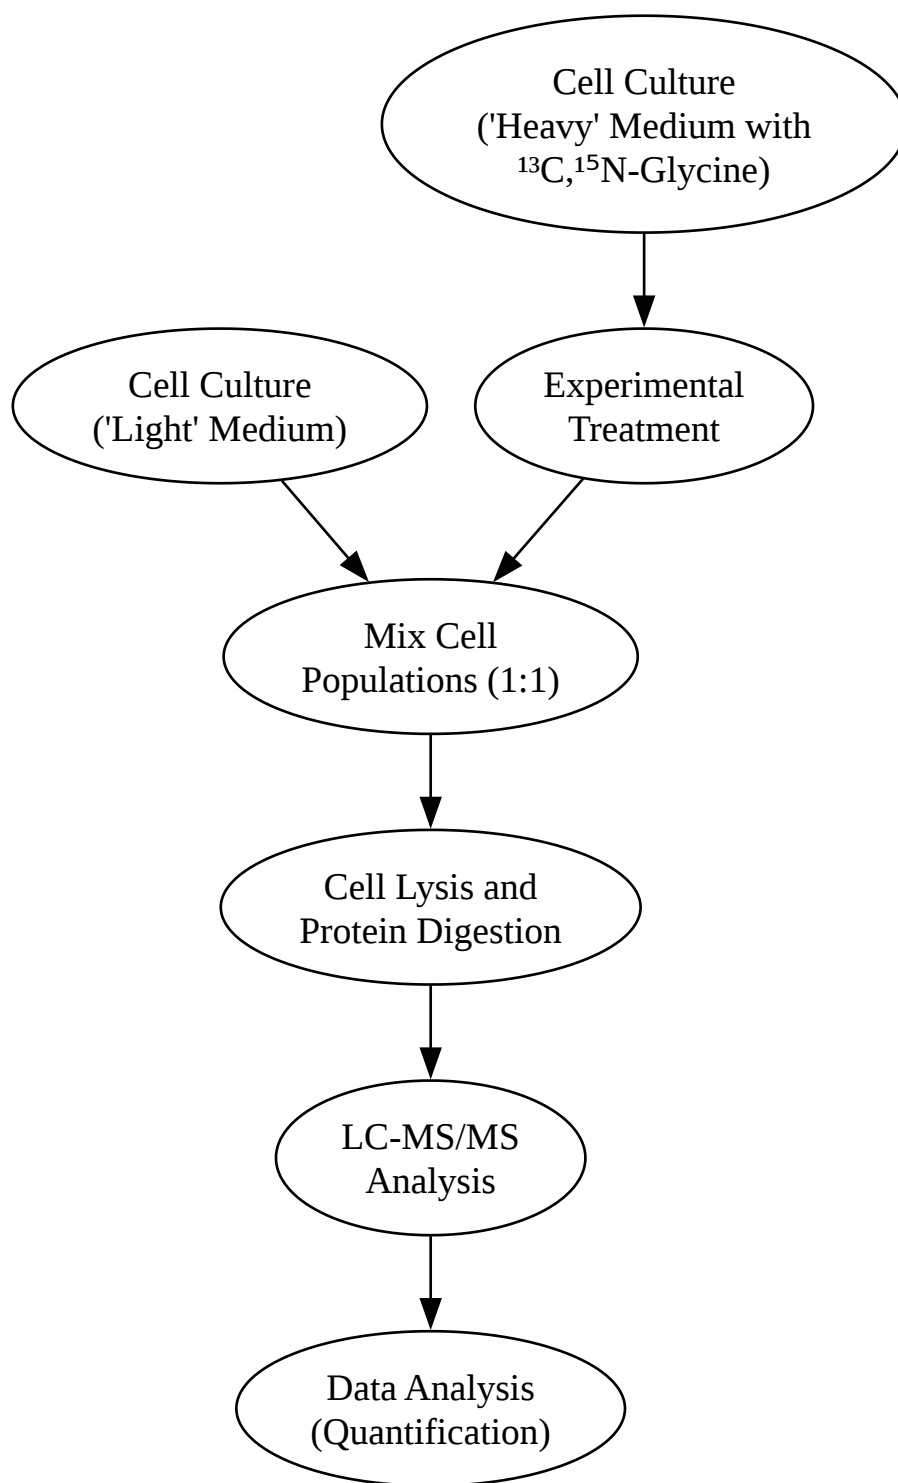 Cell Culture
('Heavy' Medium with
¹³C,¹⁵N-Glycine)
Cell Culture
('Light' Medium)
Experimental
Treatment
Mix Cell
Populations (1:1)
Cell Lysis and
Protein Digestion
LC-MS/MS
Analysis
Data Analysis
(Quantification)